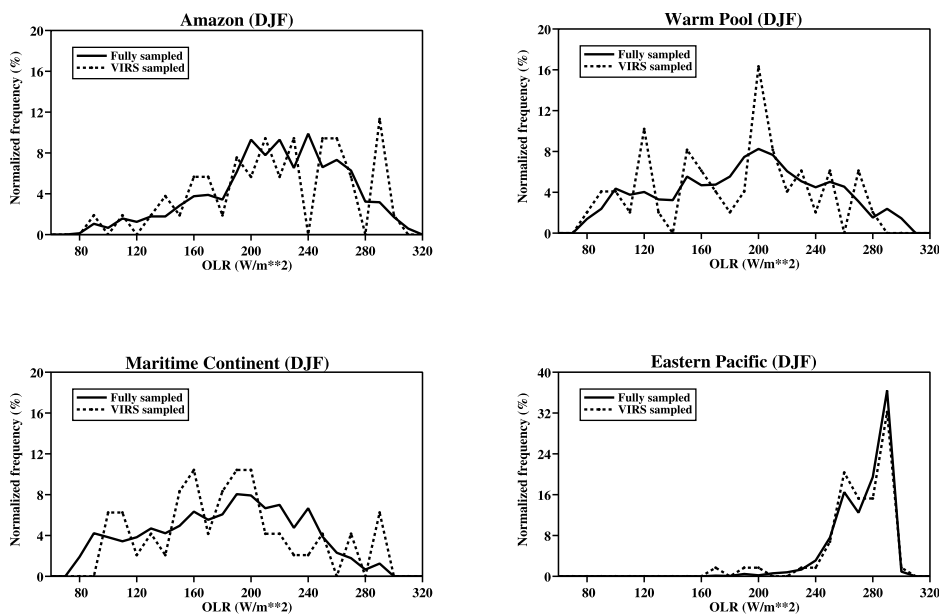 Amazon (DJF)
Normalized frequency (%)
20
16
12
8
4
0
Fully sampled
VIRS sampled
80 120 160 200 240 280 320
OLR (W/m**2)
Warm Pool (DJF)
Normalized frequency (%)
20
16
12
8
4
0
Fully sampled
VIRS sampled
80 120 160 200 240 280 320
OLR (W/m**2)
Maritime Continent (DJF)
Normalized frequency (%)
20
16
12
8
4
0
Fully sampled
VIRS sampled
80 120 160 200 240 280 320
OLR (W/m**2)
Eastern Pacific (DJF)
Normalized frequency (%)
40
32
24
16
8
0
Fully sampled
VIRS sampled
80 120 160 200 240 280 320
OLR (W/m**2)